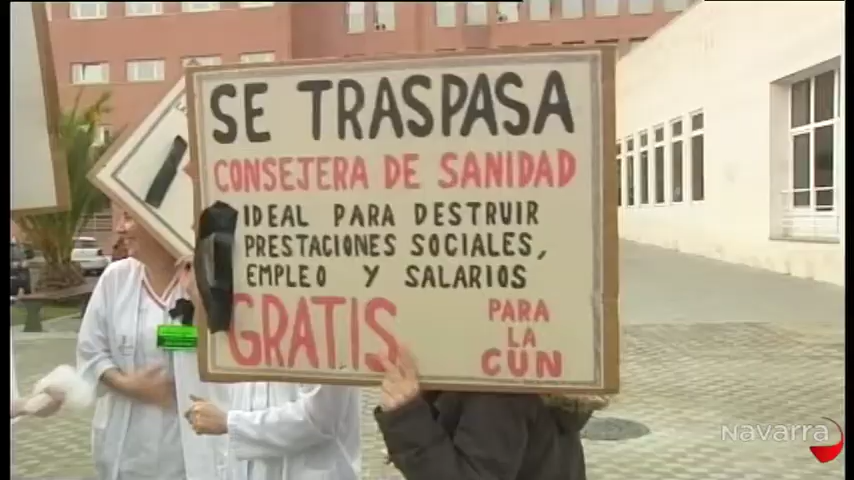 SE TRASPASA
CONSEJERA DE SANIDAD
IDEAL PARA DESTRUIR
PRESTACIONES SOCIALES,
EMPLEO Y SALARIOS
GRATIS PARA
LA
CUN
Navarra